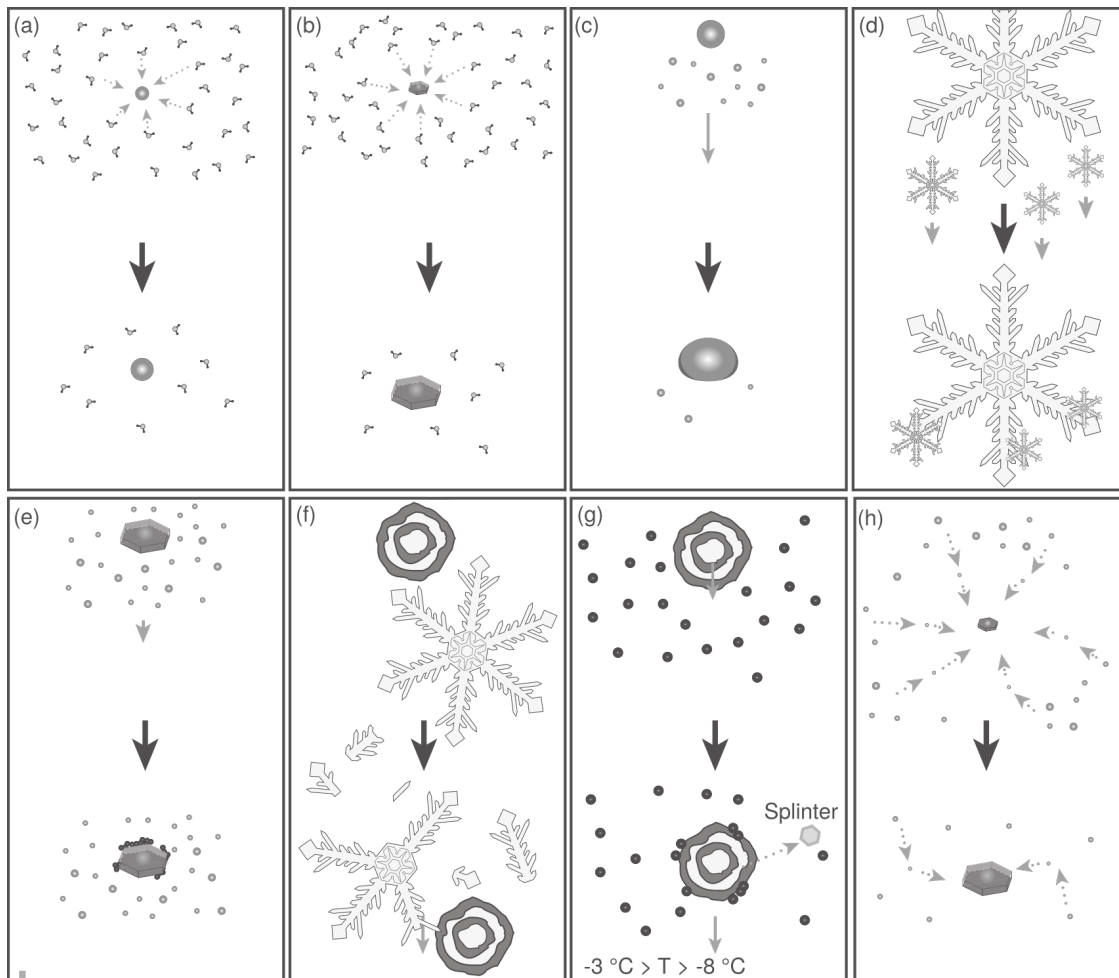 (a)
(b)
(c)
(d)
(e)
(f)
(g)
(h)
Splinter
-3 °C > T > -8 °C